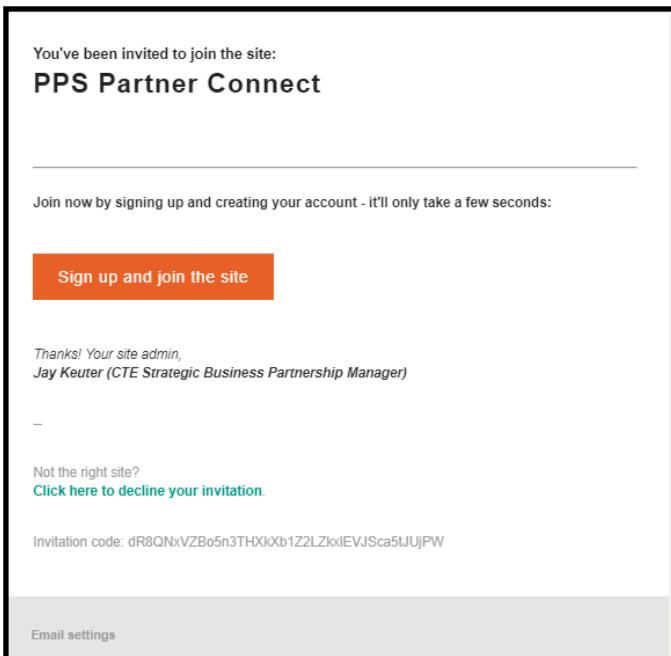 You've been invited to join the site:
PPS Partner Connect
Join now by signing up and creating your account - it'll only take a few seconds:
Sign up and join the site
Thanks! Your site admin,
Jay Keuter (CTE Strategic Business Partnership Manager)
--
Not the right site?
Click here to decline your invitation.
Invitation code: dR8QNxVZBo5n3THXkXb1Z2LZkxIEVJSca5tJUjPW
Email settings